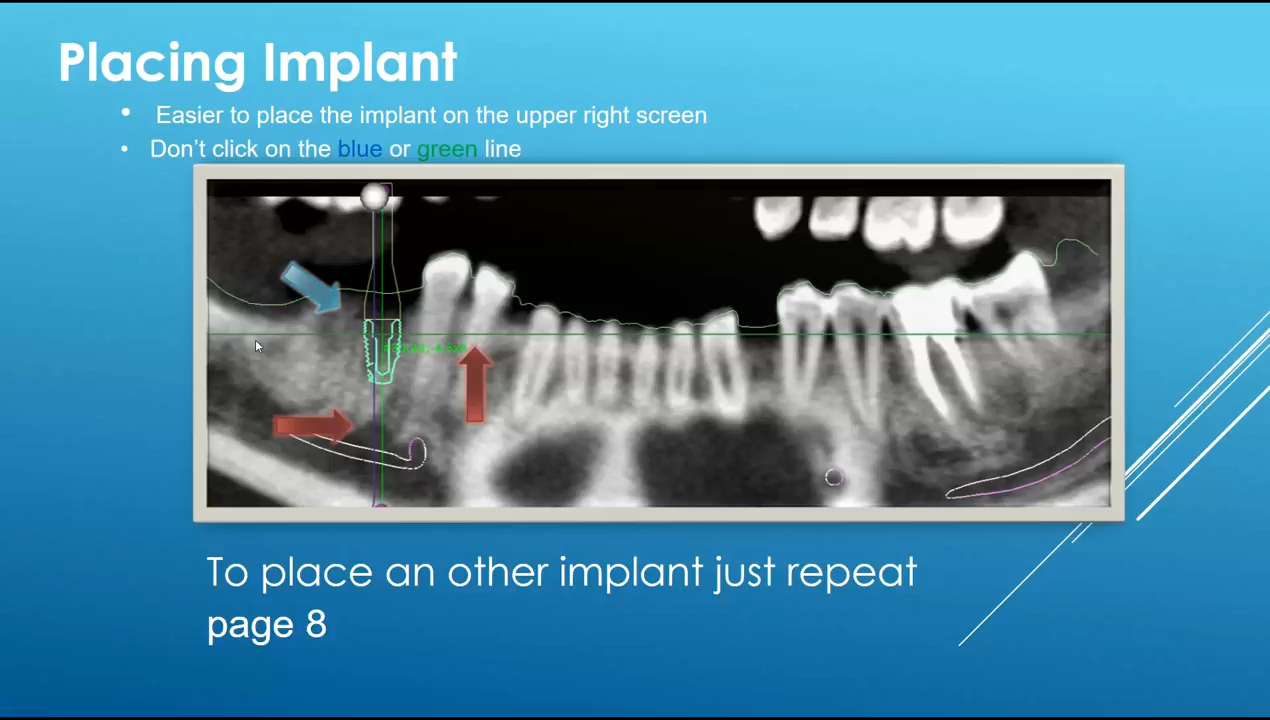 Placing Implant
• Easier to place the implant on the upper right screen
• Don't click on the blue or green line
To place an other implant just repeat
page 8